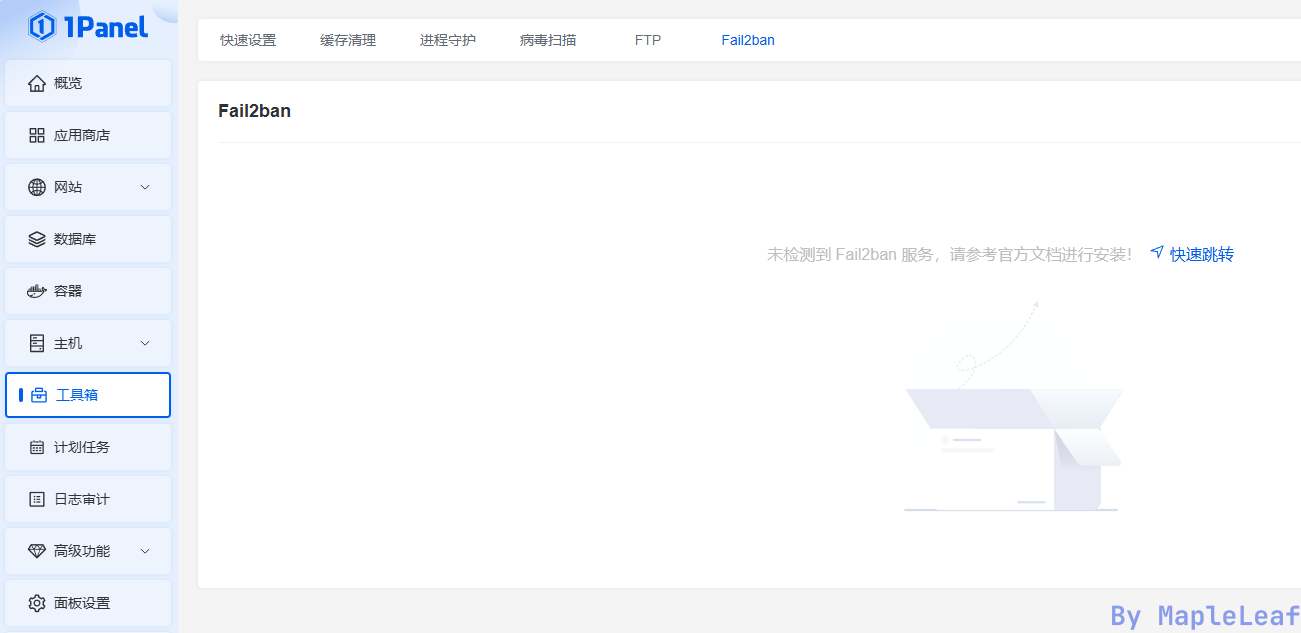 1Panel
快速设置 缓存清理 进程守护 病毒扫描 FTP Fail2ban
概览
应用商店
网站
数据库
容器
主机
工具箱
计划任务
日志审计
高级功能
面板设置
Fail2ban
未检测到 Fail2ban 服务，请参考官方文档进行安装！ 快速跳转
By MapleLeaf